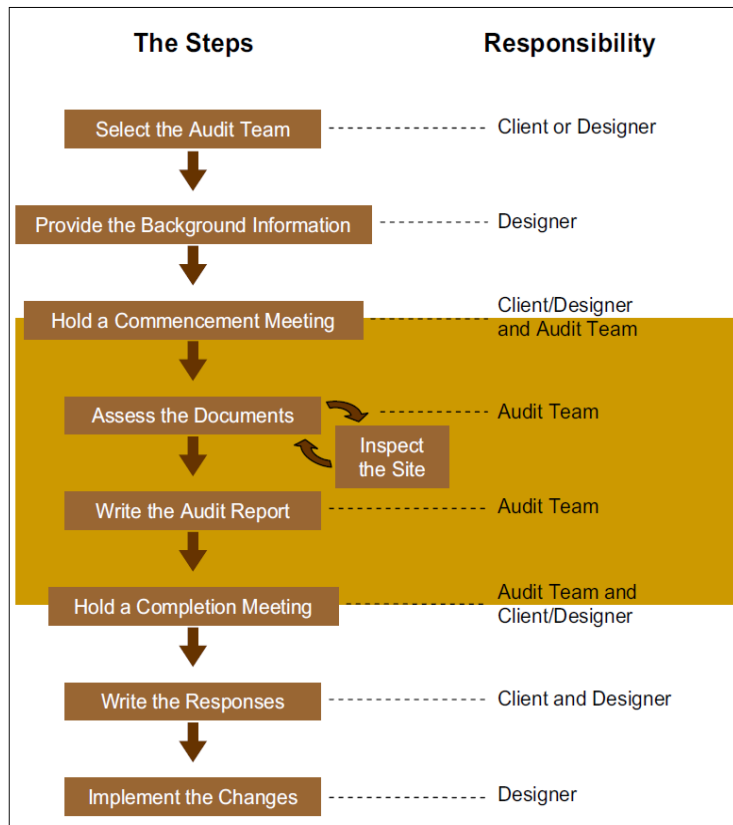 The Steps
Responsibility
Select the Audit Team
Client or Designer
Provide the Background Information
Designer
Hold a Commencement Meeting
Client/Designer
and Audit Team
Assess the Documents
Audit Team
Inspect
the Site
Write the Audit Report
Audit Team
Hold a Completion Meeting
Audit Team and
Client/Designer
Write the Responses
Client and Designer
Implement the Changes
Designer